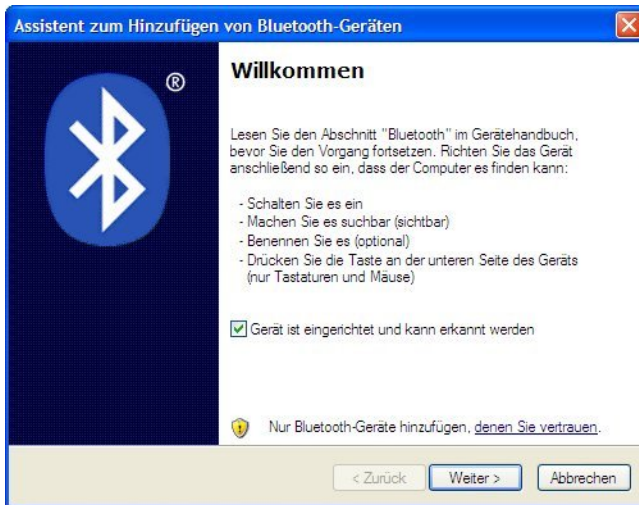 Assistent zum Hinzufügen von Bluetooth-Geräten
®
Willkommen
Lesen Sie den Abschnitt "Bluetooth" im Gerätehandbuch,
bevor Sie den Vorgang fortsetzen. Richten Sie das Gerät
anschließend so ein, dass der Computer es finden kann:
- Schalten Sie es ein
- Machen Sie es suchbar (sichtbar)
- Benennen Sie es (optional)
- Drücken Sie die Taste an der unteren Seite des Geräts
(nur Tastaturen und Mäuse)
Gerät ist eingerichtet und kann erkannt werden
Nur Bluetooth-Geräte hinzufügen, denen Sie vertrauen.
< Zurück Weiter > Abbrechen